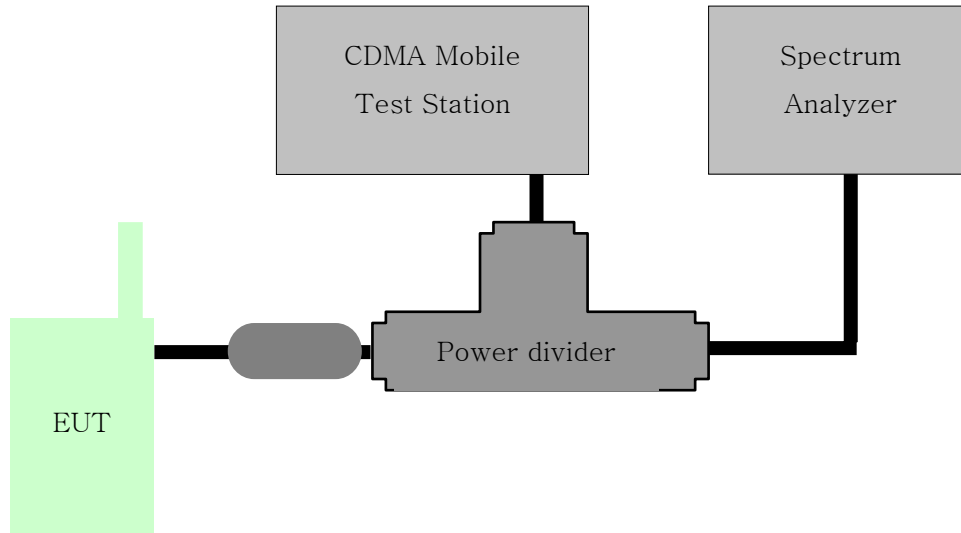 CDMA Mobile
Test Station
Spectrum
Analyzer
Power divider
EUT